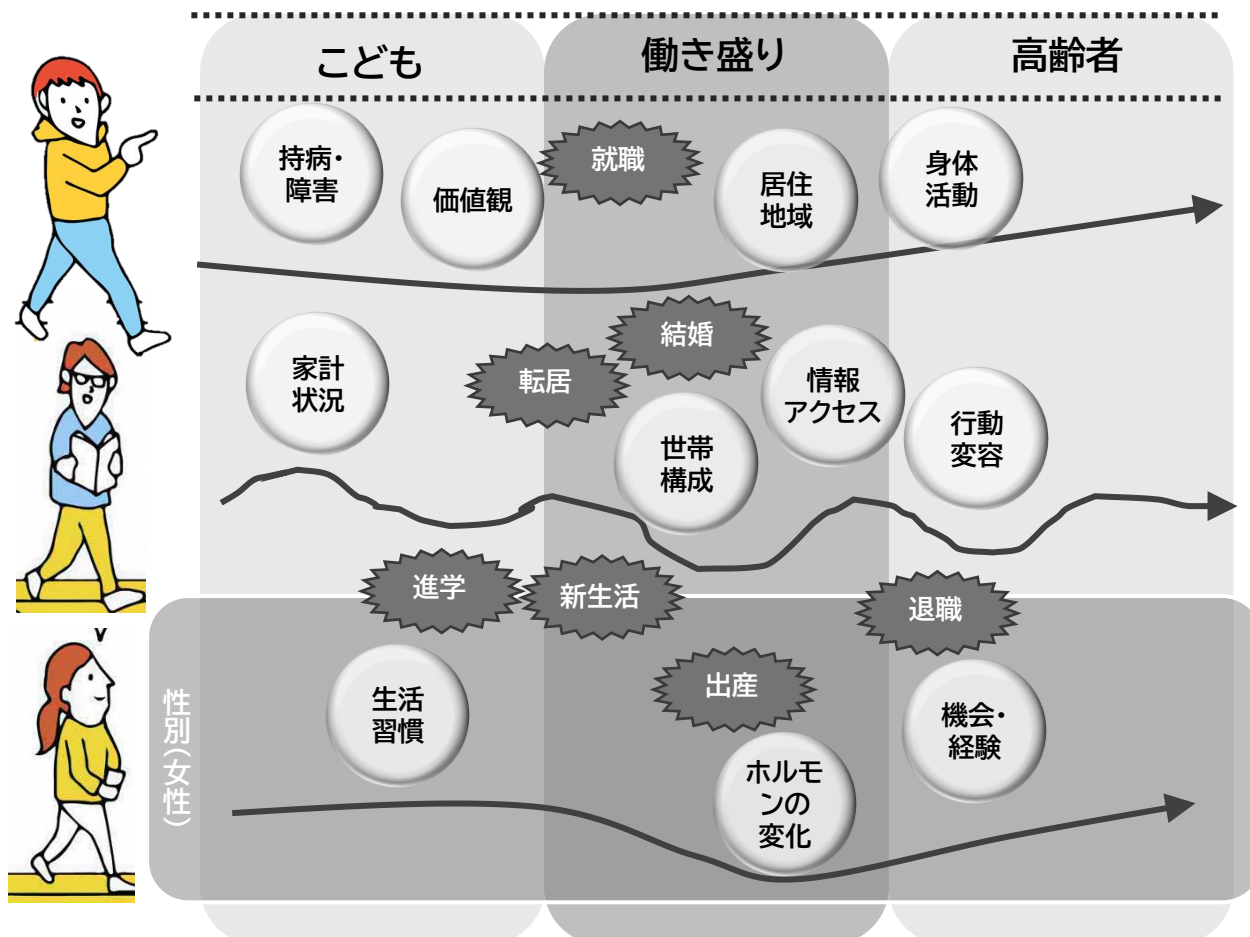 こども
働き盛り
高齢者
持病・
障害
価値観
就職
居住
地域
身体
活動
家計
状況
転居
結婚
世帯
構成
情報
アクセス
行動
変容
進学
新生活
退職
性別(女性)
生活
習慣
出産
ホルモ
ンの
変化
機会・
経験